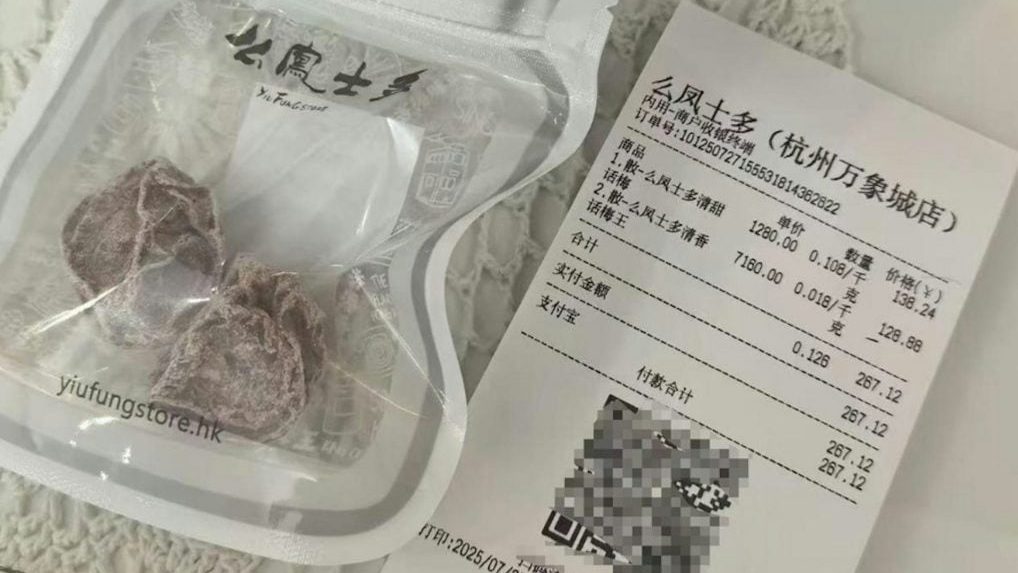 么鳳士多
YIU FUNG STORE
yiufungstore.hk
么凤士多（杭州万象城店）
内用-商户收银终端
订单号:10125072715553181436 2822
商品 单价 数量 价格(¥)
1.散-么凤士多清甜 1280.00 0.108/千 138.24
话梅 克
2.散-么凤士多清香 7160.00 0.018/千 128.88
话梅王 克
合计 0.126 267.12
实付金额 267.12
支付宝 267.12
付款合计 267.12
打印:2025/07/